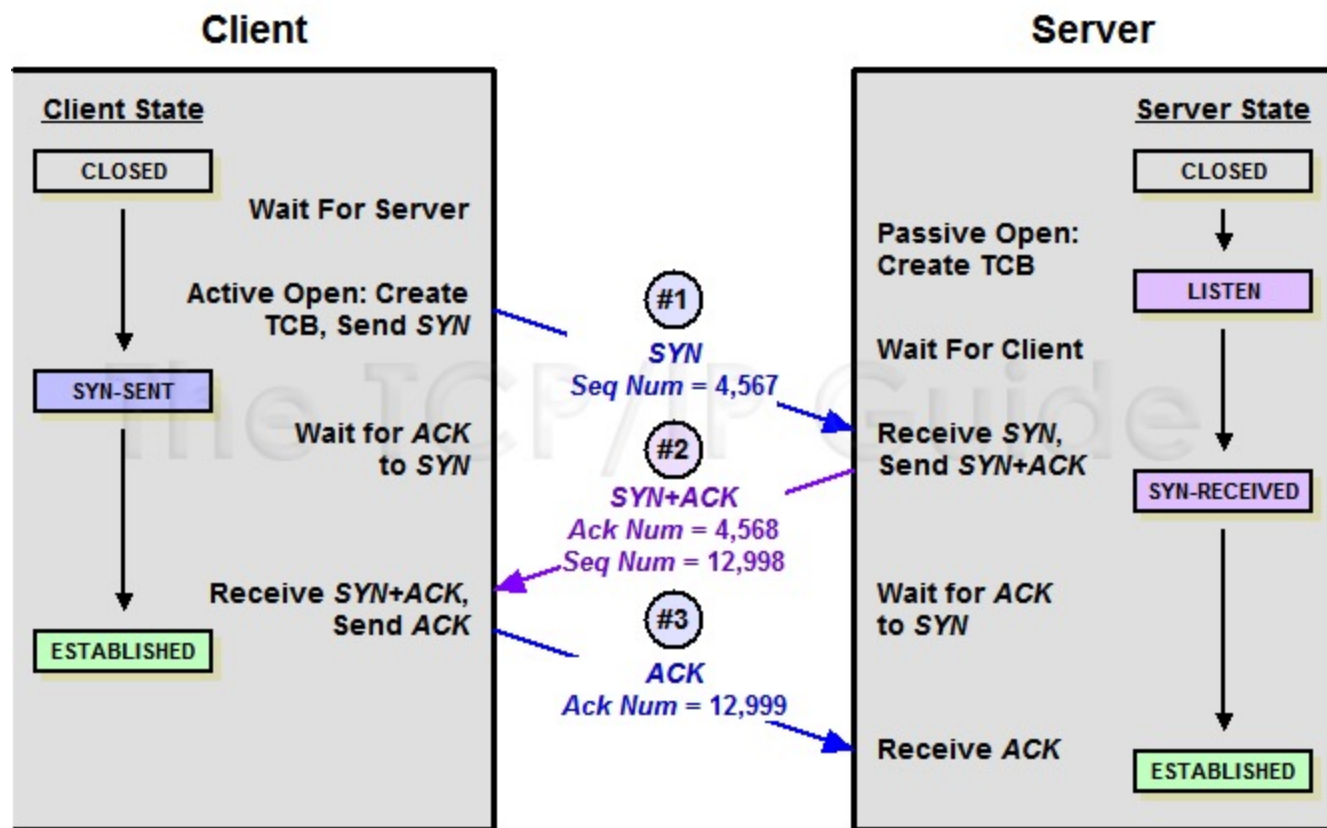 Client
Server
Client State
CLOSED
Wait For Server
Active Open: Create
TCB, Send SYN
SYN-SENT
Wait for ACK
to SYN
Receive SYN+ACK,
Send ACK
ESTABLISHED
#1
SYN
Seq Num = 4,567
#2
SYN+ACK
Ack Num = 4,568
Seq Num = 12,998
#3
ACK
Ack Num = 12,999
Server State
CLOSED
Passive Open:
Create TCB
LISTEN
Wait For Client
Receive SYN,
Send SYN+ACK
SYN-RECEIVED
Wait for ACK
to SYN
Receive ACK
ESTABLISHED
The TCP/IP Guide